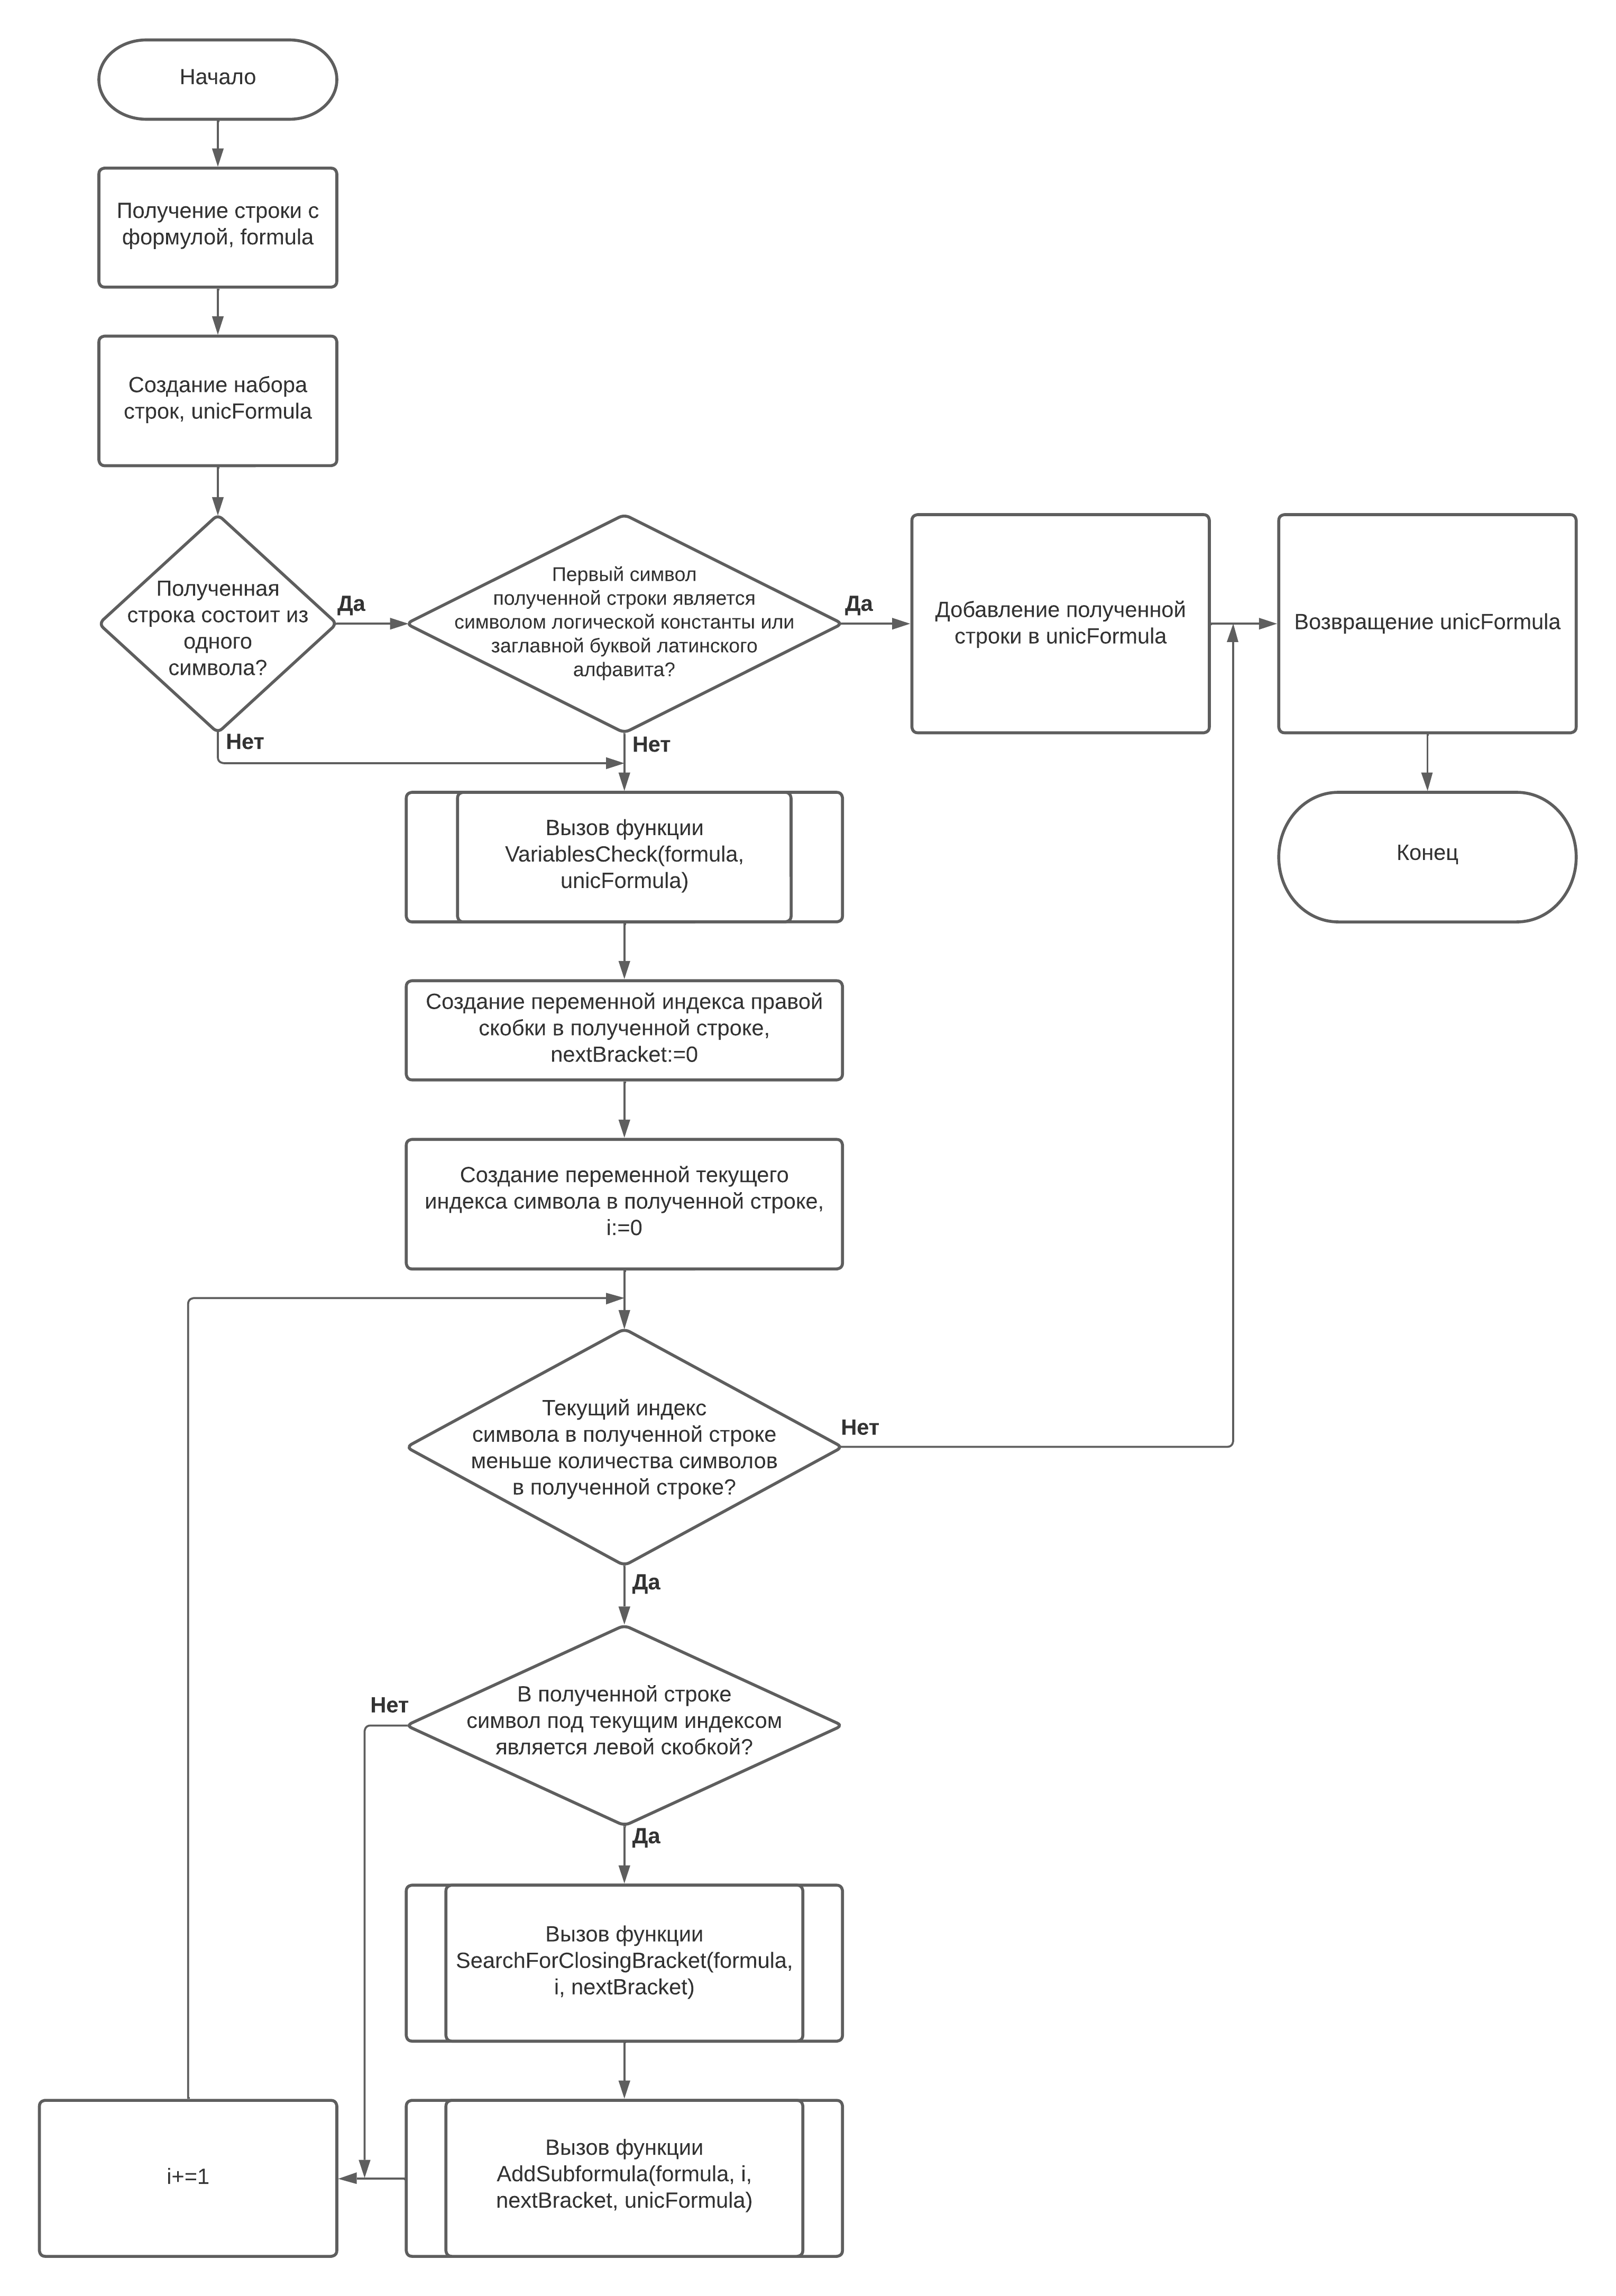 Начало
Получение строки с
формулой, formula
Создание набора
строк, unicFormula
Полученная
строка состоит из
одного
символа?
Да
Первый символ
полученной строки является
символом логической константы или
заглавной буквой латинского
алфавита?
Да
Добавление полученной
строки в unicFormula
Возвращение unicFormula
Нет
Нет
Вызов функции
VariablesCheck(formula,
unicFormula)
Конец
Создание переменной индекса правой
скобки в полученной строке,
nextBracket:=0
Создание переменной текущего
индекса символа в полученной строке,
i:=0
Текущий индекс
символа в полученной строке
меньше количества символов
в полученной строке?
Нет
Да
В полученной строке
символ под текущим индексом
является левой скобкой?
Нет
Да
Вызов функции
SearchForClosingBracket(formula,
i, nextBracket)
Вызов функции
AddSubformula(formula, i,
nextBracket, unicFormula)
i+=1